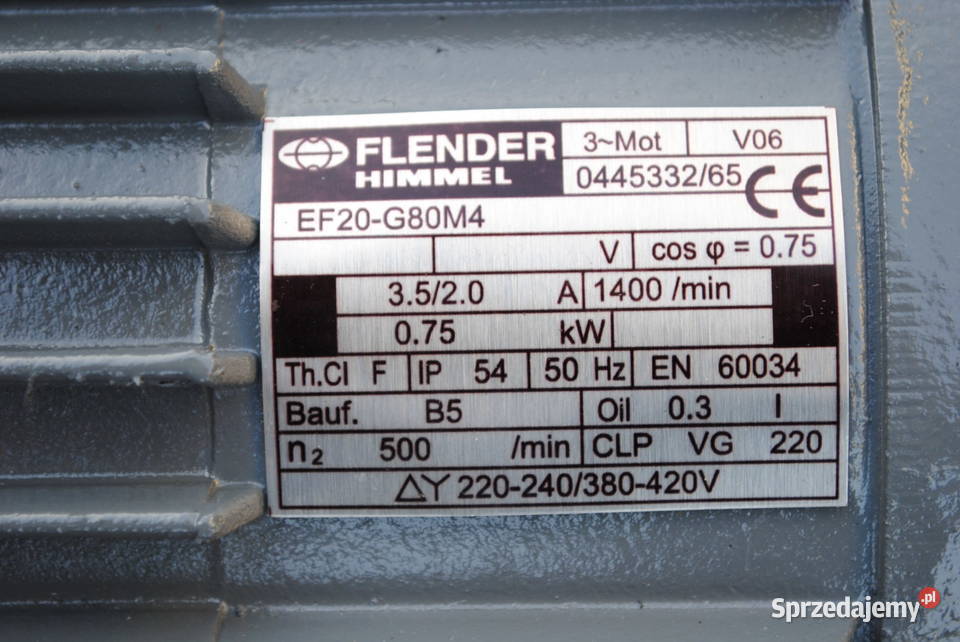 FLENDER HIMMEL 3~Mot V06
0445332/65 CE
EF20-G80M4
V cos φ = 0.75
3.5/2.0 A 1400 /min
0.75 kW
Th.Cl F IP 54 50 Hz EN 60034
Bauf. B5 Oil 0.3 l
n₂ 500 /min CLP VG 220
△Y 220-240/380-420V
Sprzedajemy.pl